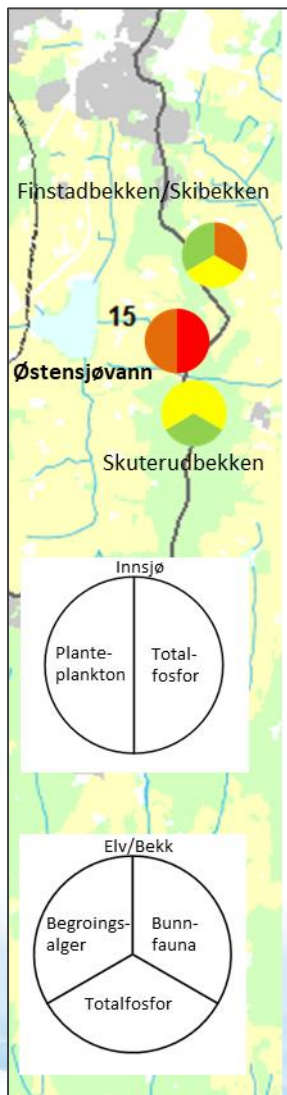 Finstadbekken/Skibekken
15
Østensjøvann
Skuterudbekken
Innsjø
Plante-
plankton
Total-
fosfor
Elv/Bekk
Begroings-
alger
Bunn-
fauna
Totalfosfor